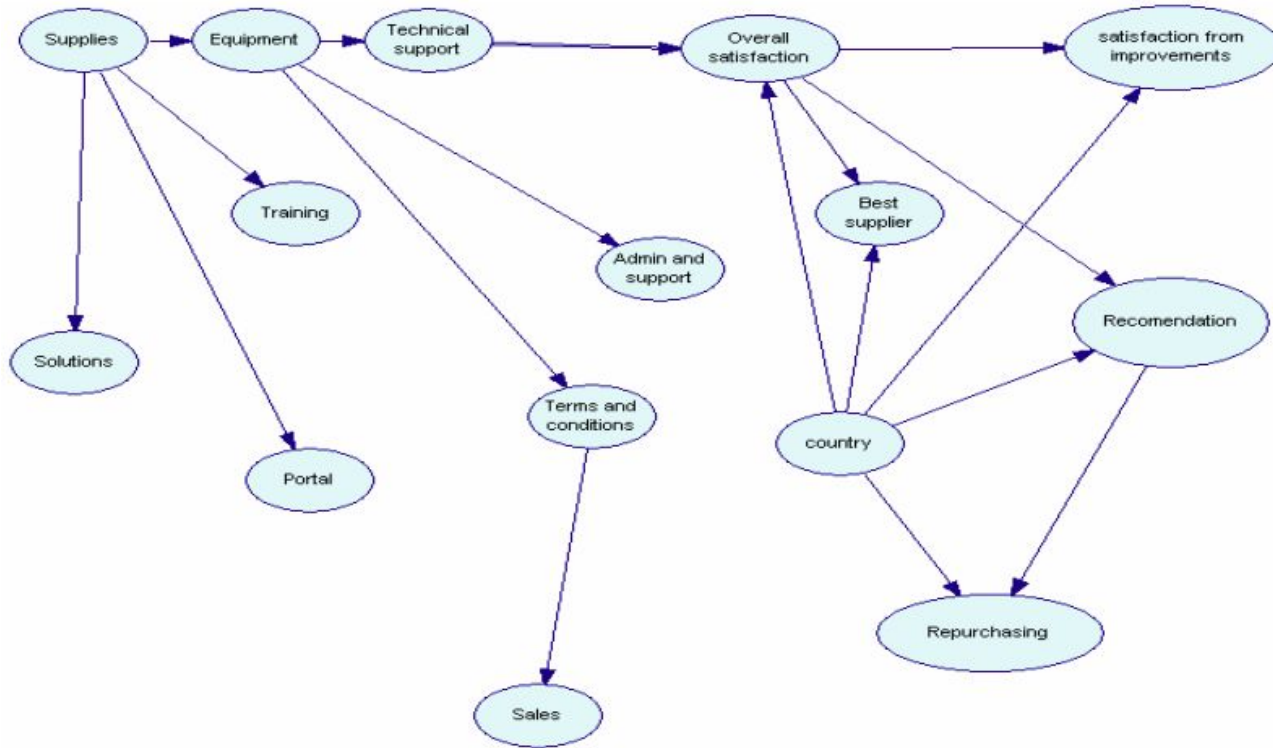 Supplies
Equipment
Technical
support
Overall
satisfaction
satisfaction from
improvements
Training
Best
supplier
Admin and
support
Recomendation
Solutions
Terms and
conditions
country
Portal
Repurchasing
Sales